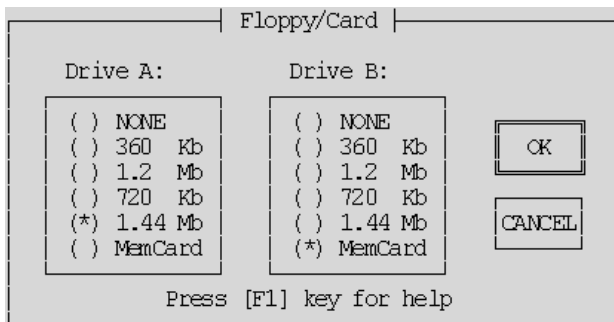 Floppy/Card
Drive A: Drive B:
( ) NONE ( ) NONE
( ) 360 Kb ( ) 360 Kb OK
( ) 1.2 Mb ( ) 1.2 Mb
( ) 720 Kb ( ) 720 Kb
(*) 1.44 Mb ( ) 1.44 Mb CANCEL
( ) MemCard (*) MemCard
Press [F1] key for help